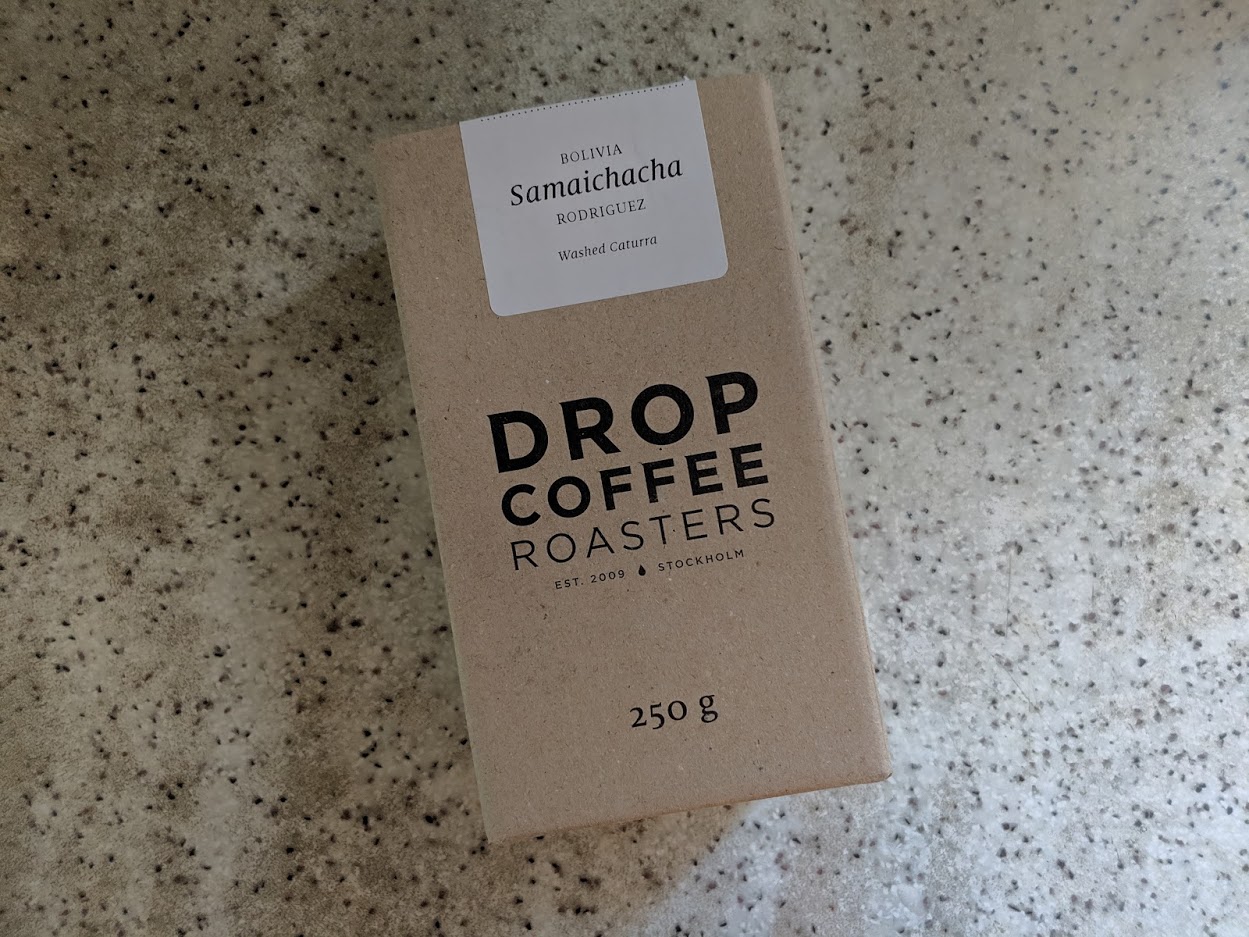 BOLIVIA
Samaichacha
RODRIGUEZ
Washed Caturra
DROP
COFFEE
ROASTERS
EST. 2009 STOCKHOLM
250 g